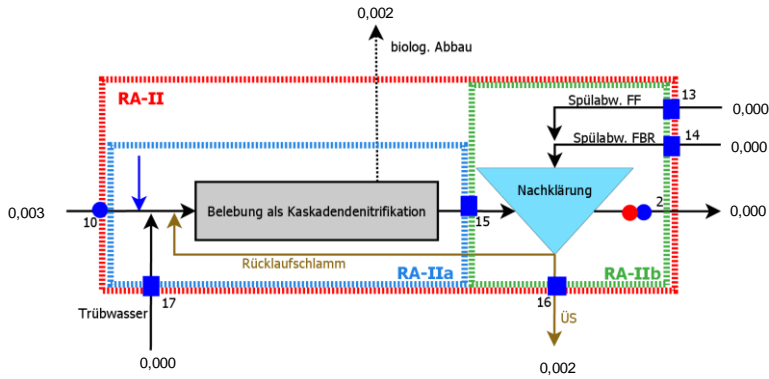 0,002
biolog. Abbau
RA-II
13
Spülabw. FF
0,000
14
Spülabw. FBR
0,000
Nachklärung
0,003
10
Belebung als Kaskadendenitrifikation
15
2
0,000
Rücklaufschlamm
RA-IIa
RA-IIb
17
16
Trübwasser
ÜS
0,000
0,002